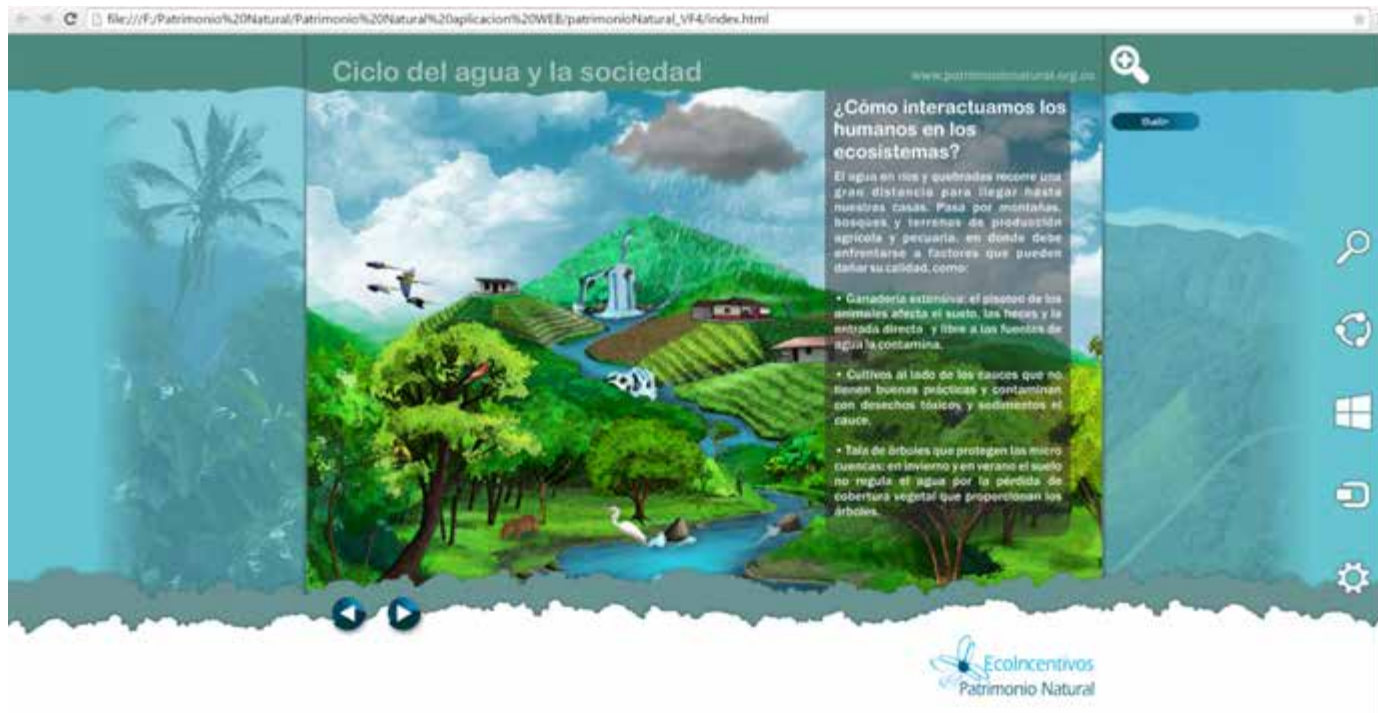 file:///F:/Patrimonio%20Natural/Patrimonio%20Natural%20aplicacion%20WEB/patrimonioNatural_VF4/index.html
Ciclo del agua y la sociedad
www.patrimonionatural.org.co
¿Cómo interactuamos los
humanos en los
ecosistemas?
El agua en ríos y quebradas recorre una
gran distancia para llegar hasta
nuestras casas. Pasa por montañas,
bosques y terrenos de producción
agrícola y pecuaria, en donde debe
enfrentarse a factores que pueden
dañar su calidad, como:
• Ganadería extensiva: el pisoteo de los
animales afecta el suelo, las heces y la
entrada directa y libre a las fuentes de
agua la contamina.
• Cultivos al lado de los cauces que no
tienen buenas prácticas y contaminan
con desechos tóxicos y sedimentos el
cauce.
• Tala de árboles que protegen las micro
cuencas: en invierno y en verano el suelo
no regula el agua por la pérdida de
cobertura vegetal que proporcionan los
árboles.
EcoIncentivos
Patrimonio Natural